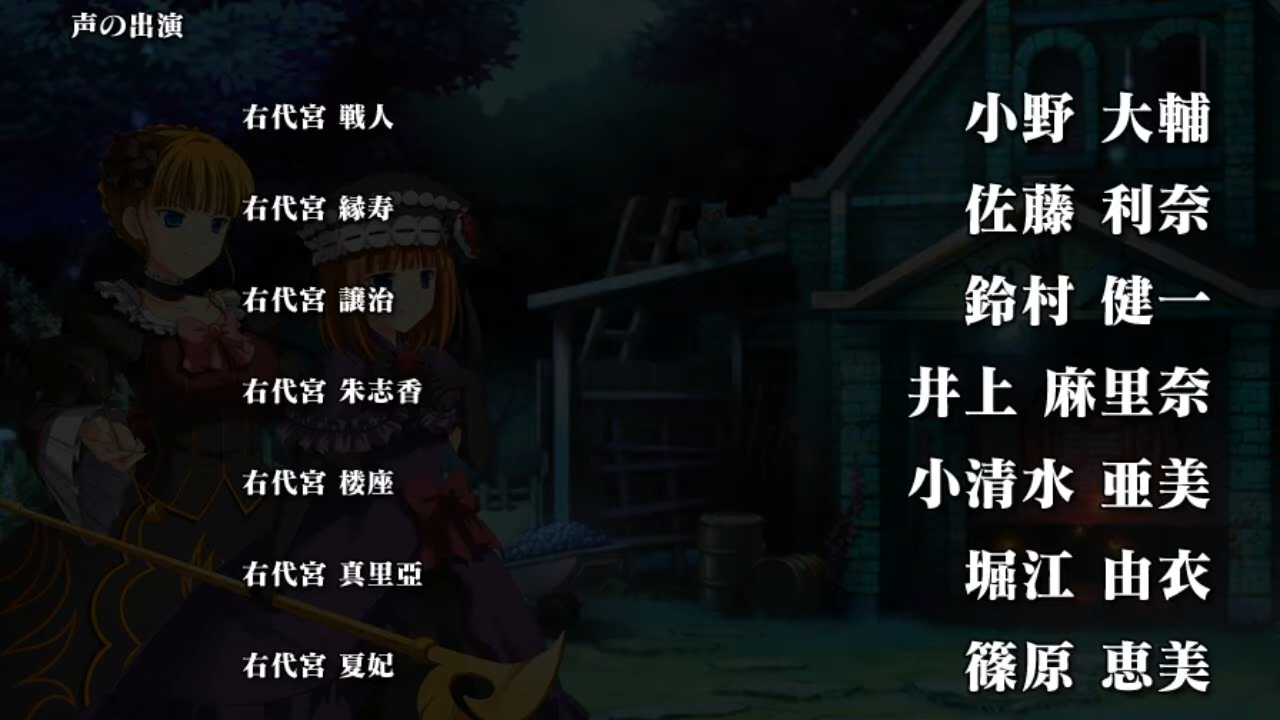 声の出演
右代宮 戦人 小野 大輔
右代宮 縁寿 佐藤 利奈
右代宮 譲治 鈴村 健一
右代宮 朱志香 井上 麻里奈
右代宮 楼座 小清水 亜美
右代宮 真里亞 堀江 由衣
右代宮 夏妃 篠原 恵美